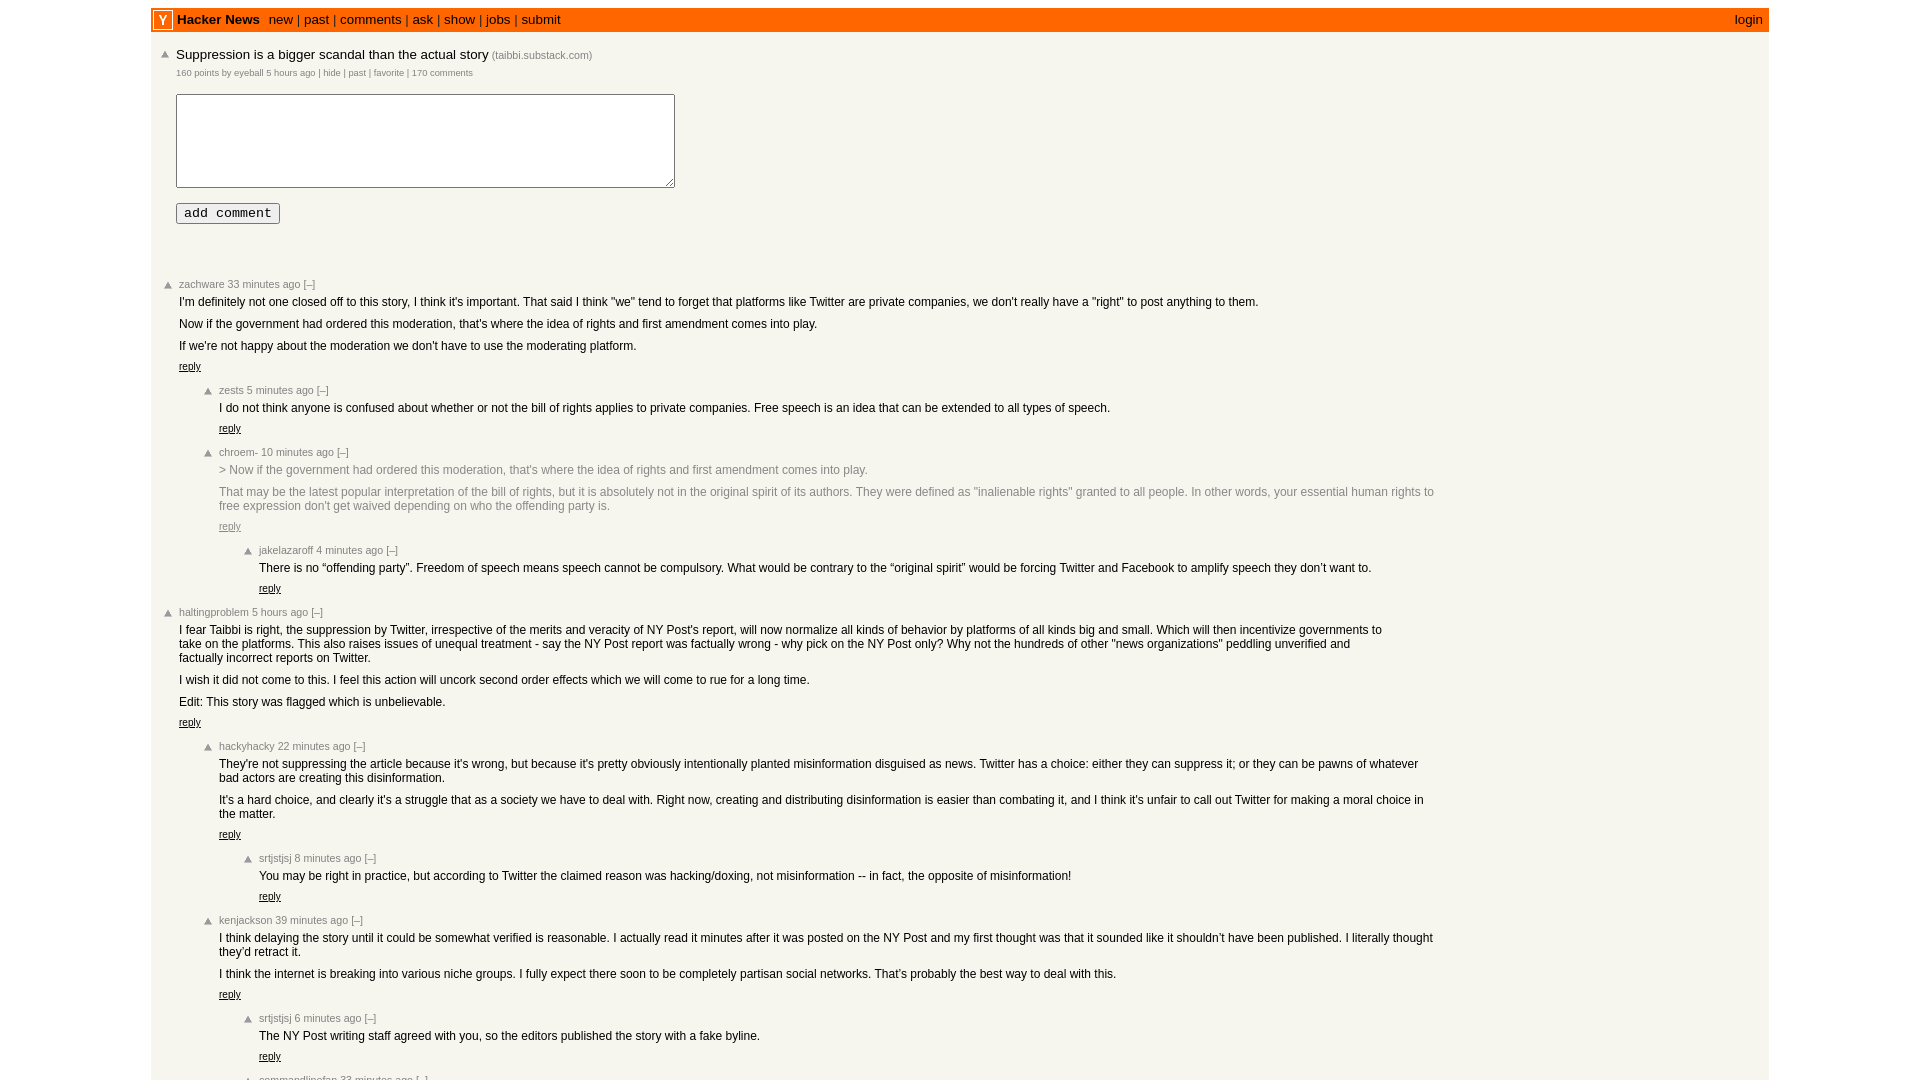 Y Hacker News new | past | comments | ask | show | jobs | submit login
Suppression is a bigger scandal than the actual story (taibbi.substack.com)
160 points by eyeball 5 hours ago | hide | past | favorite | 170 comments
add comment
zachware 33 minutes ago [–]
I'm definitely not one closed off to this story, I think it's important. That said I think "we" tend to forget that platforms like Twitter are private companies, we don't really have a "right" to post anything to them.
Now if the government had ordered this moderation, that's where the idea of rights and first amendment comes into play.
If we're not happy about the moderation we don't have to use the moderating platform.
reply
zests 5 minutes ago [–]
I do not think anyone is confused about whether or not the bill of rights applies to private companies. Free speech is an idea that can be extended to all types of speech.
reply
chroem- 10 minutes ago [–]
> Now if the government had ordered this moderation, that's where the idea of rights and first amendment comes into play.
That may be the latest popular interpretation of the bill of rights, but it is absolutely not in the original spirit of its authors. They were defined as "inalienable rights" granted to all people. In other words, your essential human rights to
free expression don't get waived depending on who the offending party is.
reply
jakelazaroff 4 minutes ago [–]
There is no “offending party”. Freedom of speech means speech cannot be compulsory. What would be contrary to the “original spirit” would be forcing Twitter and Facebook to amplify speech they don’t want to.
reply
haltingproblem 5 hours ago [–]
I fear Taibbi is right, the suppression by Twitter, irrespective of the merits and veracity of NY Post's report, will now normalize all kinds of behavior by platforms of all kinds big and small. Which will then incentivize governments to
take on the platforms. This also raises issues of unequal treatment - say the NY Post report was factually wrong - why pick on the NY Post only? Why not the hundreds of other "news organizations" peddling unverified and
factually incorrect reports on Twitter.
I wish it did not come to this. I feel this action will uncork second order effects which we will come to rue for a long time.
Edit: This story was flagged which is unbelievable.
reply
hackyhacky 22 minutes ago [–]
They're not suppressing the article because it's wrong, but because it's pretty obviously intentionally planted misinformation disguised as news. Twitter has a choice: either they can suppress it; or they can be pawns of whatever
bad actors are creating this disinformation.
It's a hard choice, and clearly it's a struggle that as a society we have to deal with. Right now, creating and distributing disinformation is easier than combating it, and I think it's unfair to call out Twitter for making a moral choice in
the matter.
reply
srtjstjsj 8 minutes ago [–]
You may be right in practice, but according to Twitter the claimed reason was hacking/doxing, not misinformation -- in fact, the opposite of misinformation!
reply
kenjackson 39 minutes ago [–]
I think delaying the story until it could be somewhat verified is reasonable. I actually read it minutes after it was posted on the NY Post and my first thought was that it sounded like it shouldn’t have been published. I literally thought
they’d retract it.
I think the internet is breaking into various niche groups. I fully expect there soon to be completely partisan social networks. That’s probably the best way to deal with this.
reply
srtjstjsj 6 minutes ago [–]
The NY Post writing staff agreed with you, so the editors published the story with a fake byline.
reply